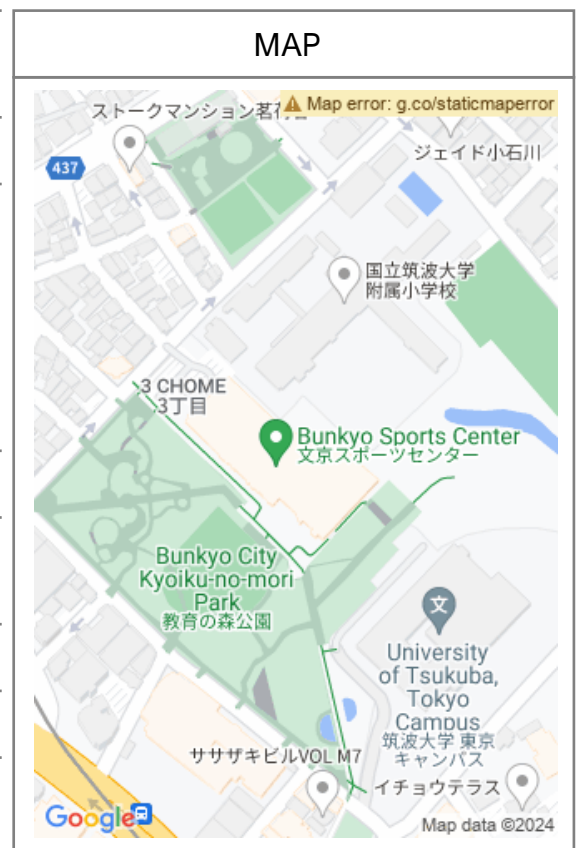 MAP
Map error: g.co/staticmaperror
ストークマンション茗荷
437
ジェイド小石川
国立筑波大学
附属小学校
3 CHOME
3丁目
Bunkyo Sports Center
文京スポーツセンター
Bunkyo City
Kyoiku-no-mori
Park
教育の森公園
文
University
of Tsukuba,
Tokyo
Campus
筑波大学 東京
キャンパス
ササザキビルVOL M7
イチョウテラス
Google
Map data ©2024